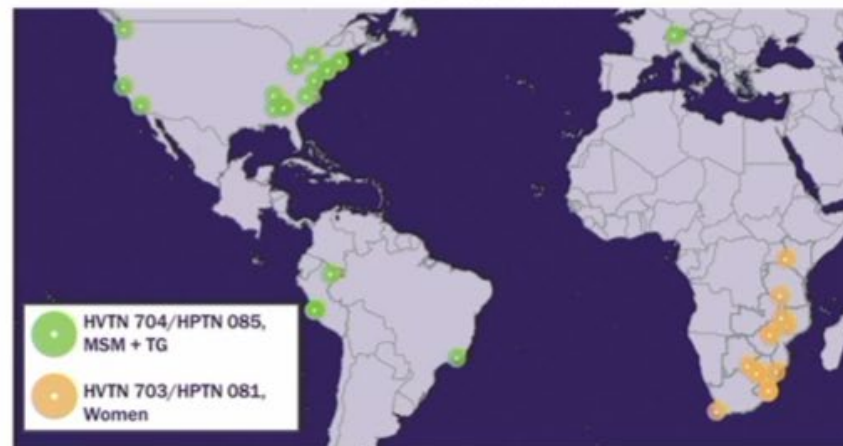 HVTN 704/HPTN 085,
MSM + TG
HVTN 703/HPTN 081,
Women